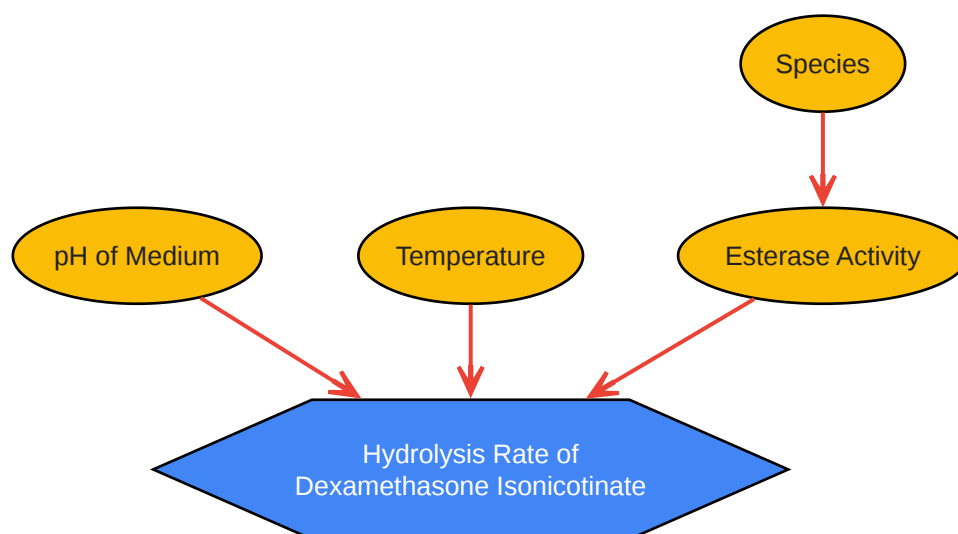 Species
pH of Medium
Temperature
Esterase Activity
Hydrolysis Rate of
Dexamethasone Isonicotinate